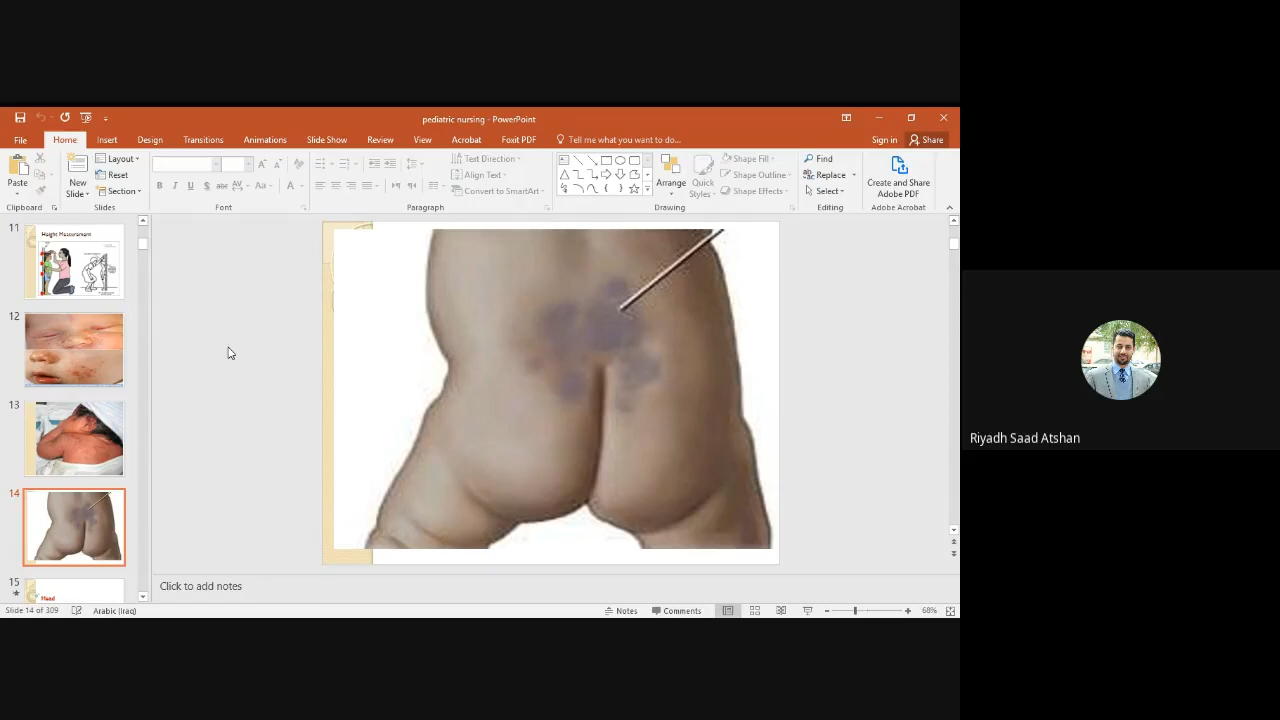 pediatric nursing - PowerPoint
File Home Insert Design Transitions Animations Slide Show Review View Acrobat Foxit PDF Tell me what you want to do... Sign in Share
Paste
New Slide
Layout
Reset
Section
Text Direction
Align Text
Convert to SmartArt
Arrange
Quick Styles
Shape Fill
Shape Outline
Shape Effects
Find
Replace
Select
Create and Share Adobe PDF
Clipboard Slides Font Paragraph Drawing Editing Adobe Acrobat
11
Height Measurement
12
13
14
15
Head
Riyadh Saad Atshan
Click to add notes
Slide 14 of 309 Arabic (Iraq) Notes Comments 68%